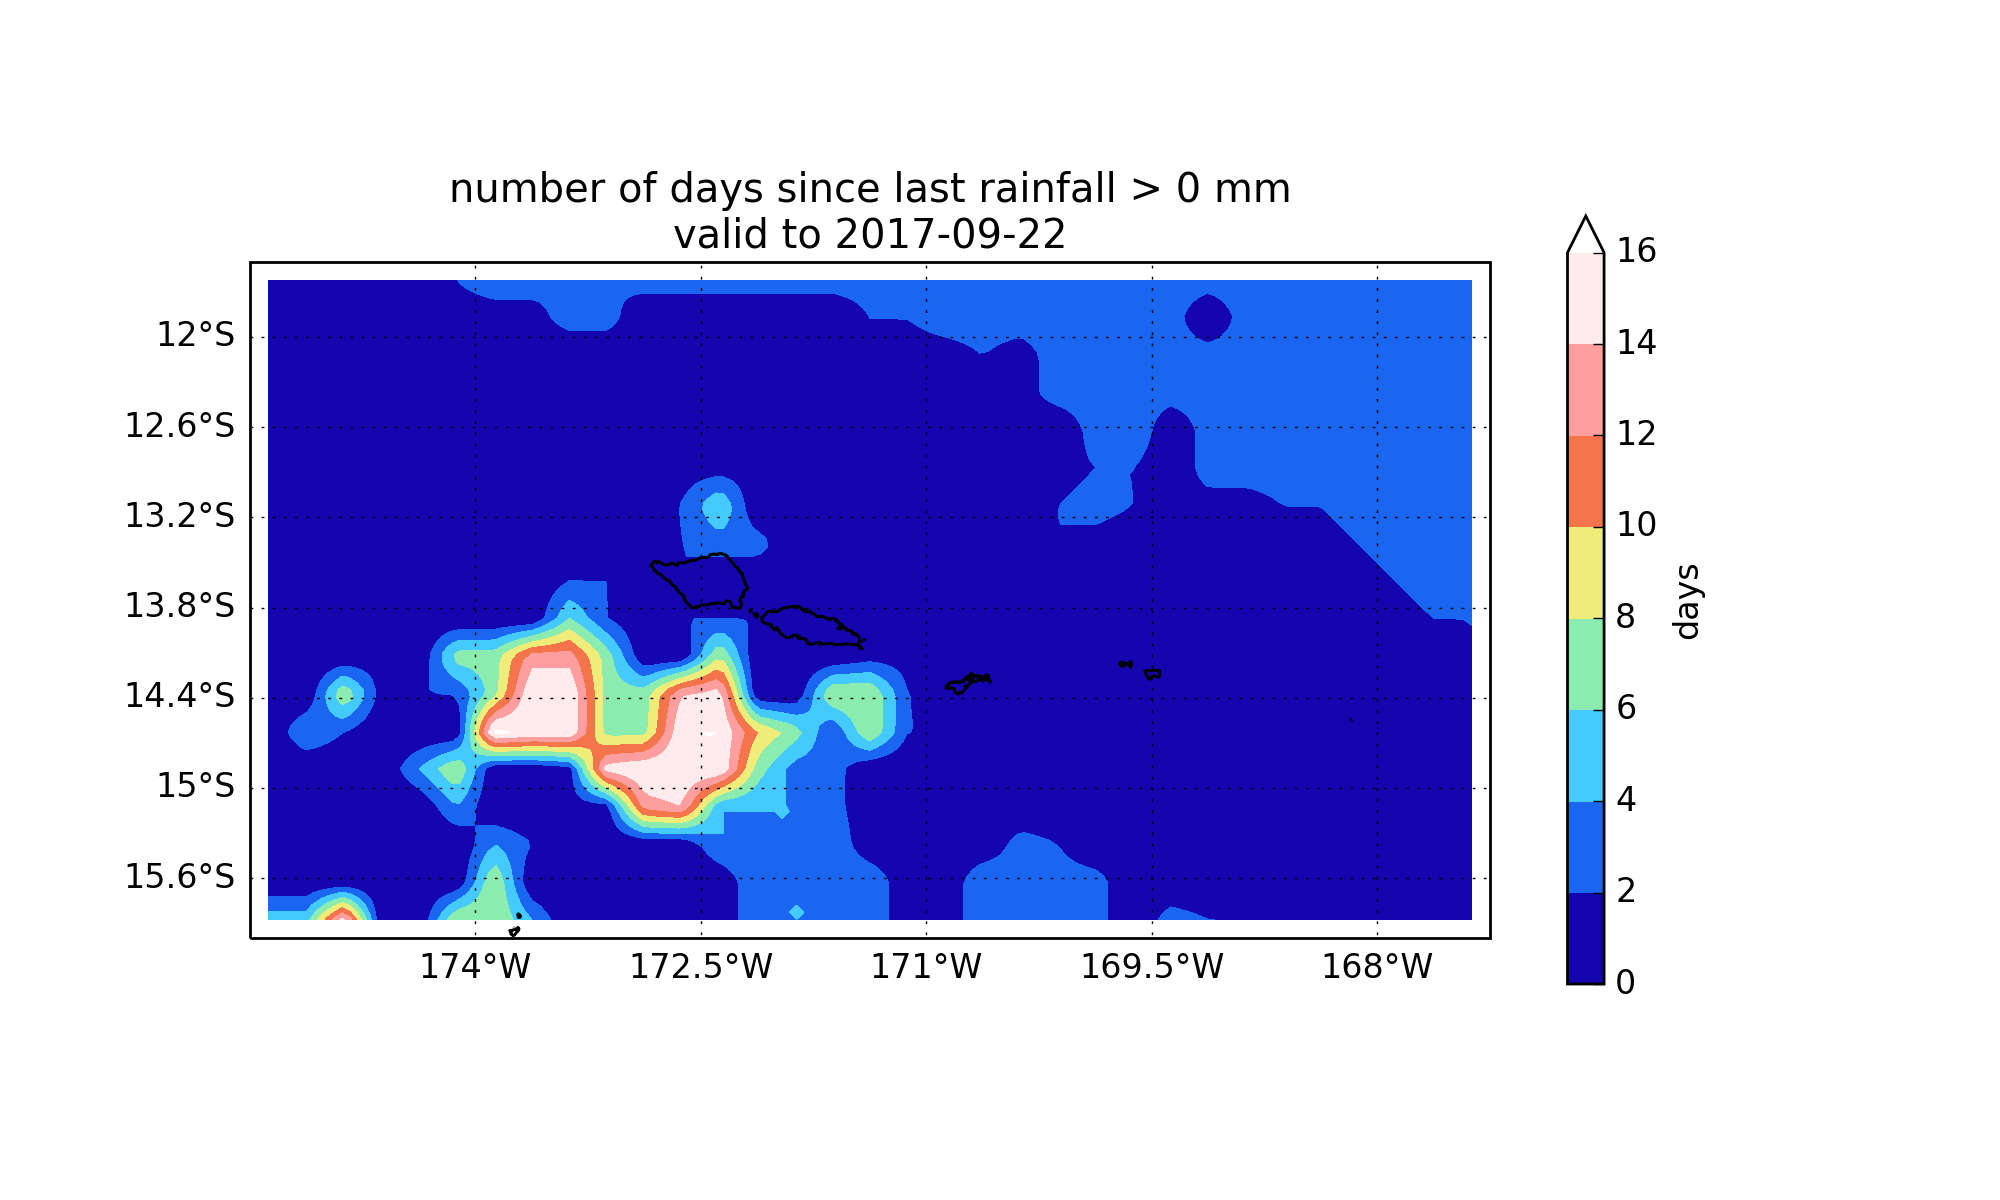 number of days since last rainfall > 0 mm
valid to 2017-09-22
12°S
12.6°S
13.2°S
13.8°S
14.4°S
15°S
15.6°S
174°W
172.5°W
171°W
169.5°W
168°W
16
14
12
10
8
6
4
2
0
days